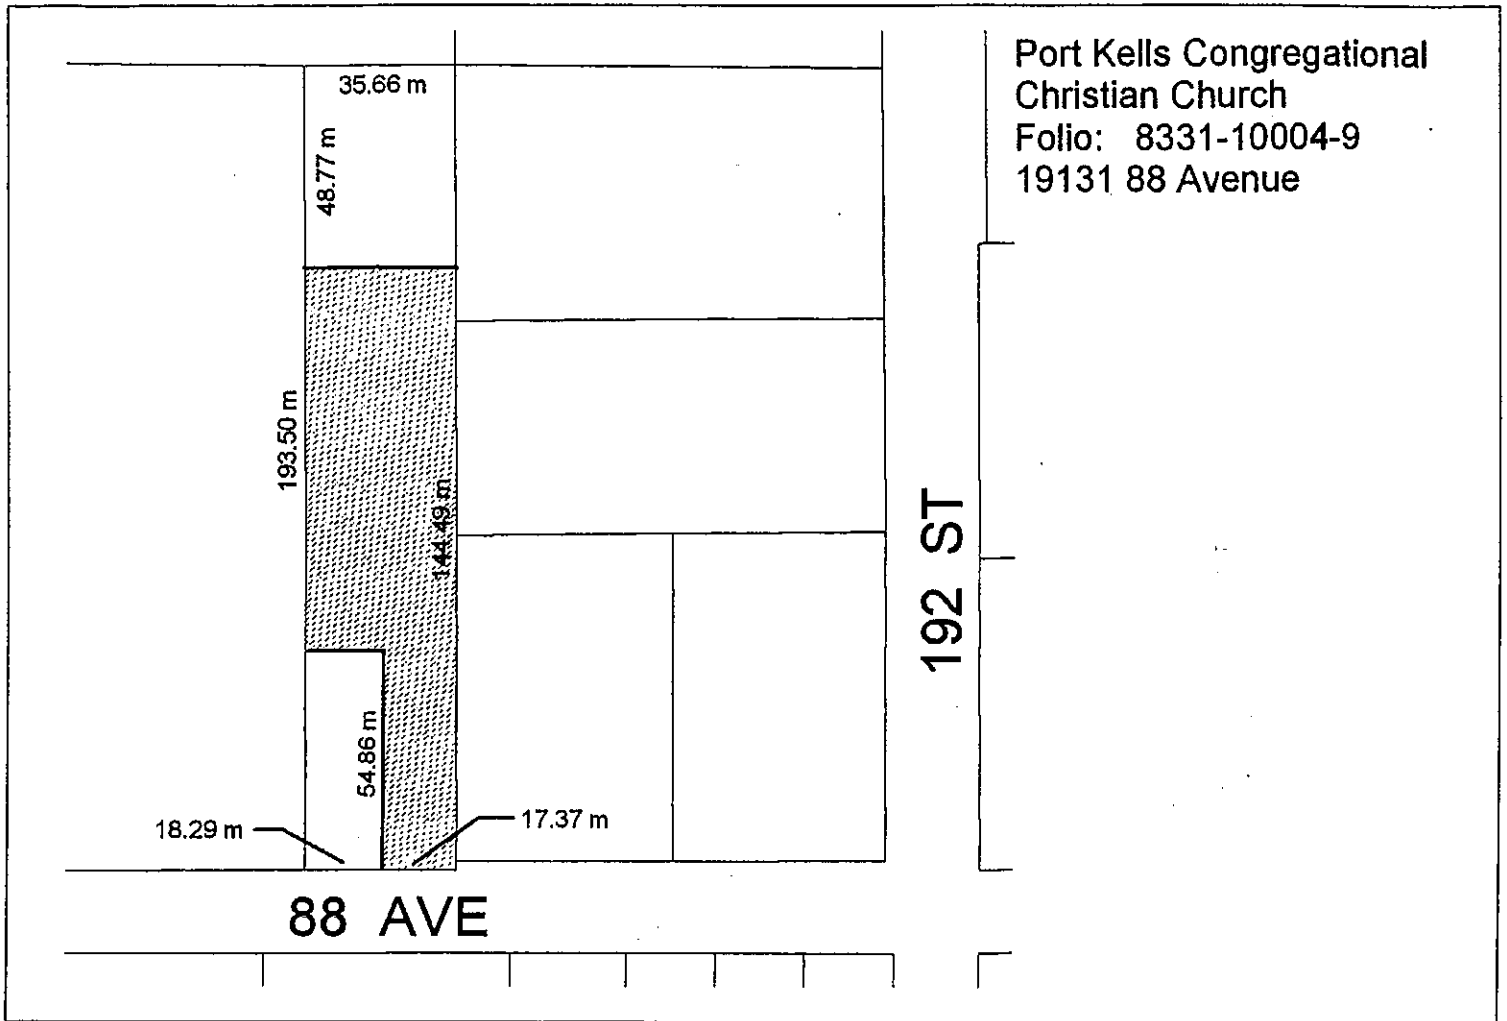 Port Kells Congregational
Christian Church
Folio: 8331-10004-9
19131 88 Avenue
35.66 m
48.77 m
193.50 m
144.49 m
192 ST
54.86 m
18.29 m
17.37 m
88 AVE